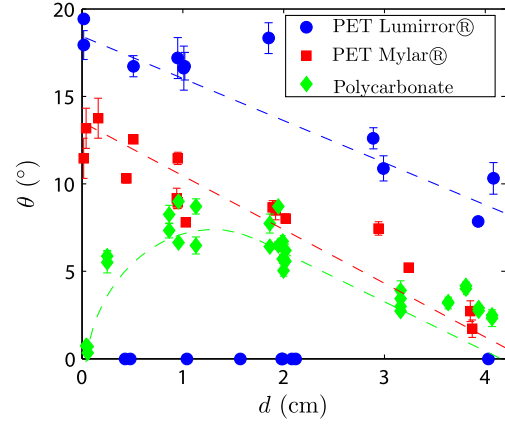 20
15
10
5
0
0
1
2
3
4
θ (°)
d (cm)
PET Lumirror®
PET Mylar®
Polycarbonate